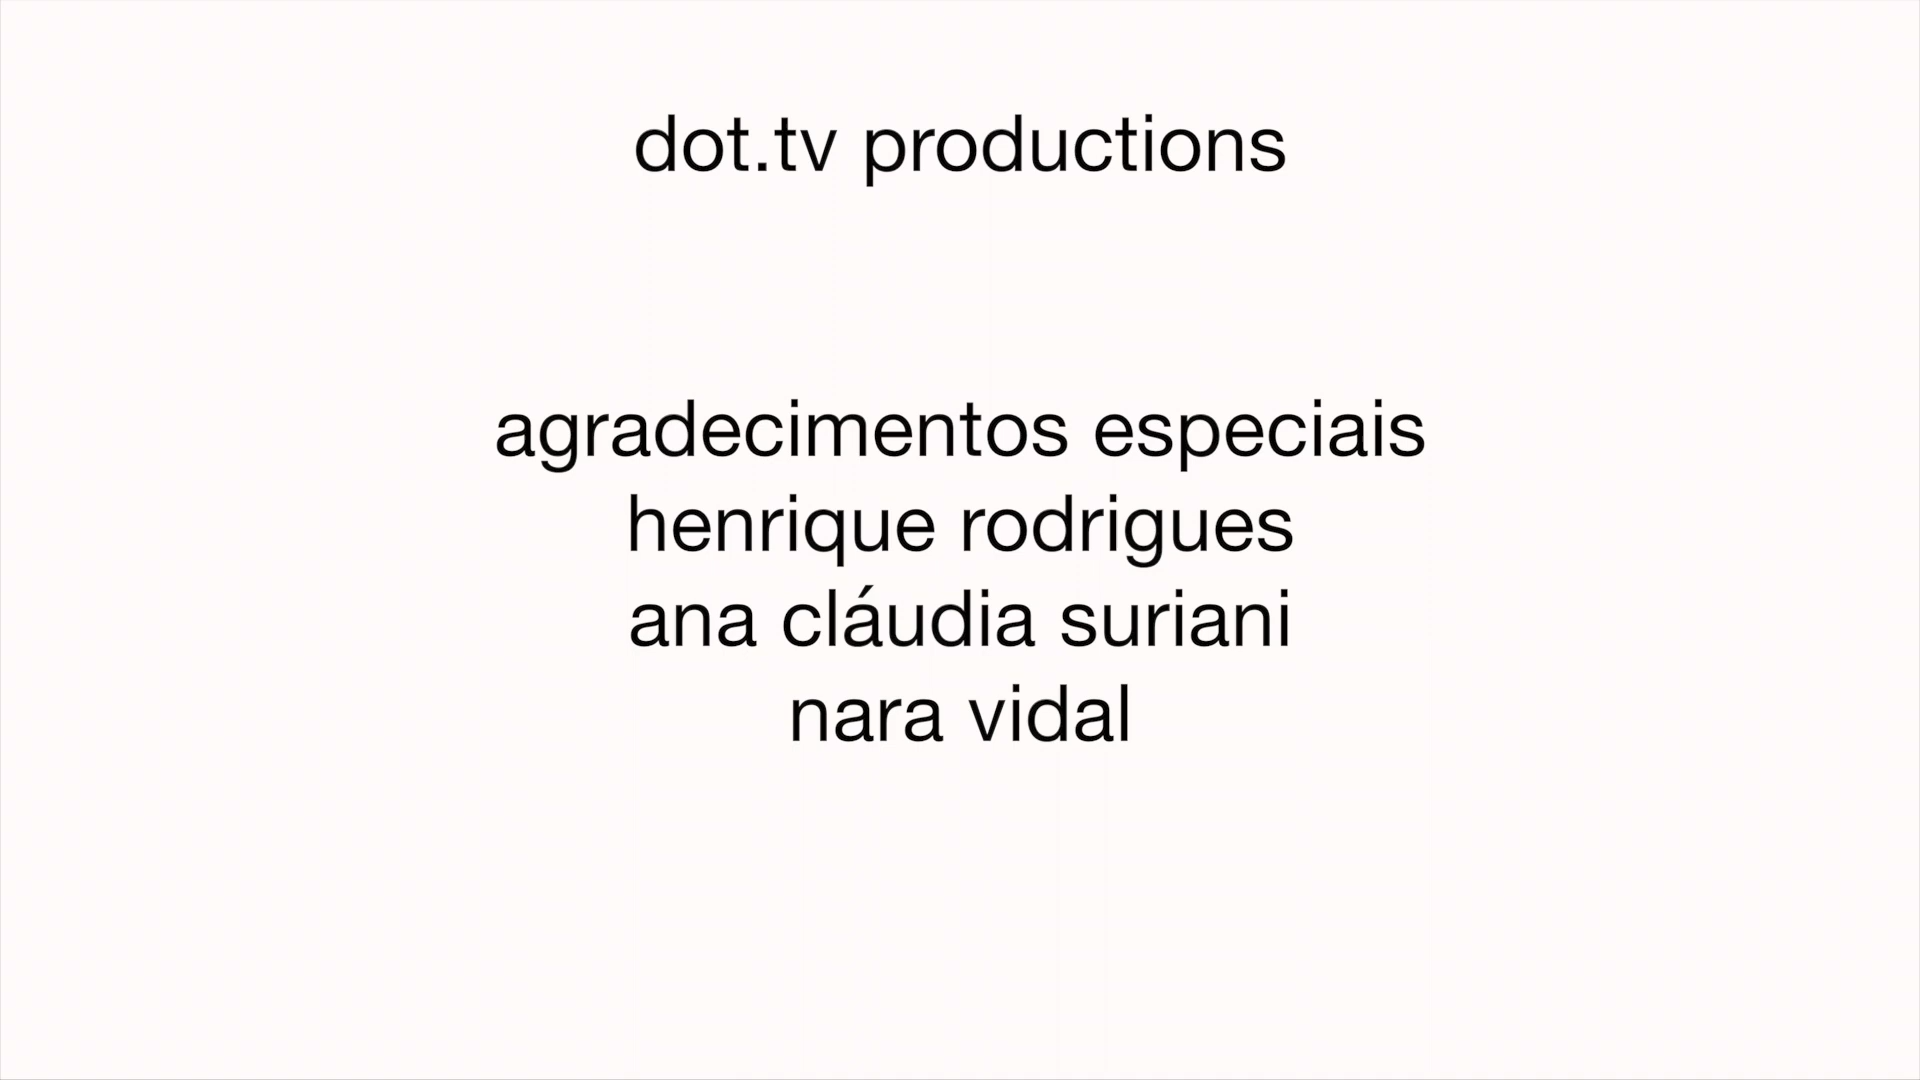 dot.tv productions
agradecimentos especiais
henrique rodrigues
ana cláudia suriani
nara vidal